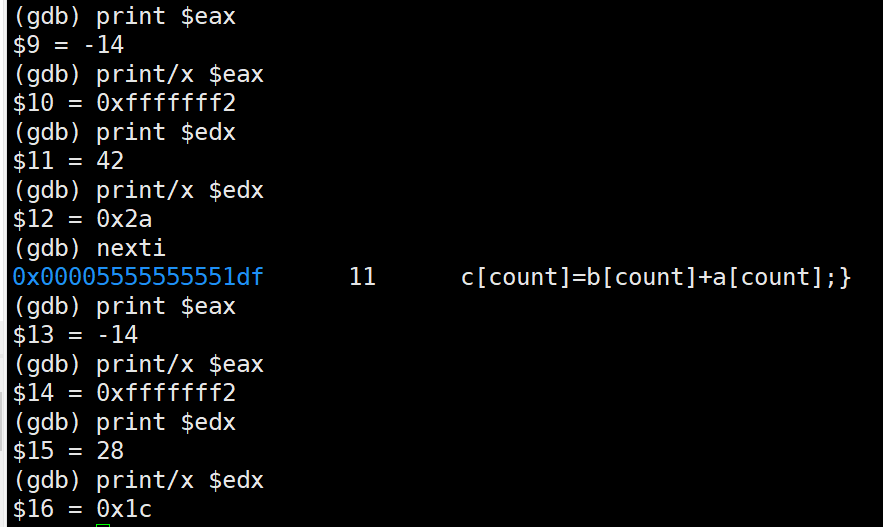 (gdb) print $eax
$9 = -14
(gdb) print/x $eax
$10 = 0xfffffff2
(gdb) print $edx
$11 = 42
(gdb) print/x $edx
$12 = 0x2a
(gdb) nexti
0x00005555555551df      11      c[count]=b[count]+a[count];}
(gdb) print $eax
$13 = -14
(gdb) print/x $eax
$14 = 0xfffffff2
(gdb) print $edx
$15 = 28
(gdb) print/x $edx
$16 = 0x1c